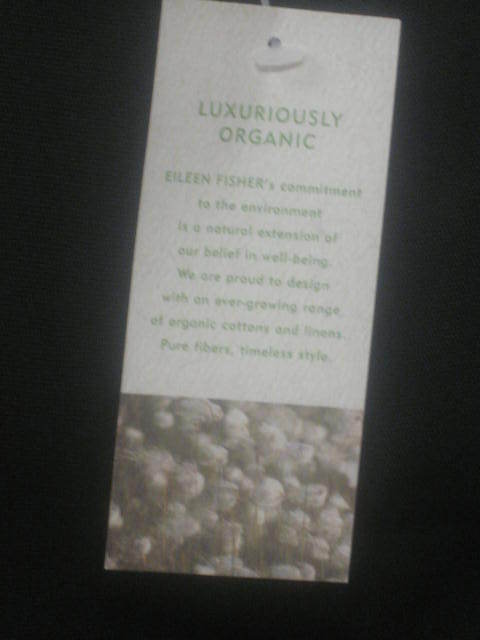 LUXURIOUSLY
ORGANIC
EILEEN FISHER's commitment
to the environment
is a natural extension of
our belief in well-being.
We are proud to design
with an ever-growing range
of organic cottons and linens.
Pure fibers, timeless style.